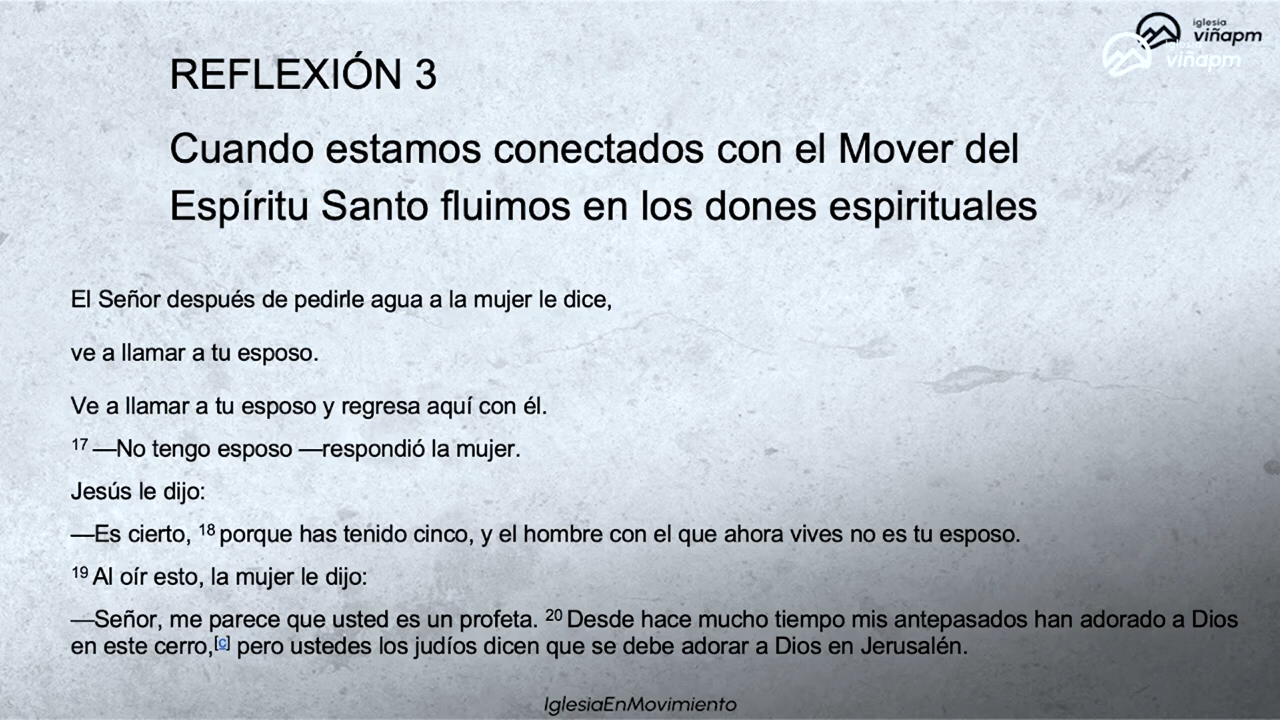 iglesia
viñapm
viñapm
REFLEXIÓN 3
Cuando estamos conectados con el Mover del
Espíritu Santo fluimos en los dones espirituales
El Señor después de pedirle agua a la mujer le dice,
ve a llamar a tu esposo.
Ve a llamar a tu esposo y regresa aquí con él.
17 —No tengo esposo —respondió la mujer.
Jesús le dijo:
—Es cierto, 18 porque has tenido cinco, y el hombre con el que ahora vives no es tu esposo.
19 Al oír esto, la mujer le dijo:
—Señor, me parece que usted es un profeta. 20 Desde hace mucho tiempo mis antepasados han adorado a Dios
en este cerro,[c] pero ustedes los judíos dicen que se debe adorar a Dios en Jerusalén.
IglesiaEnMovimiento